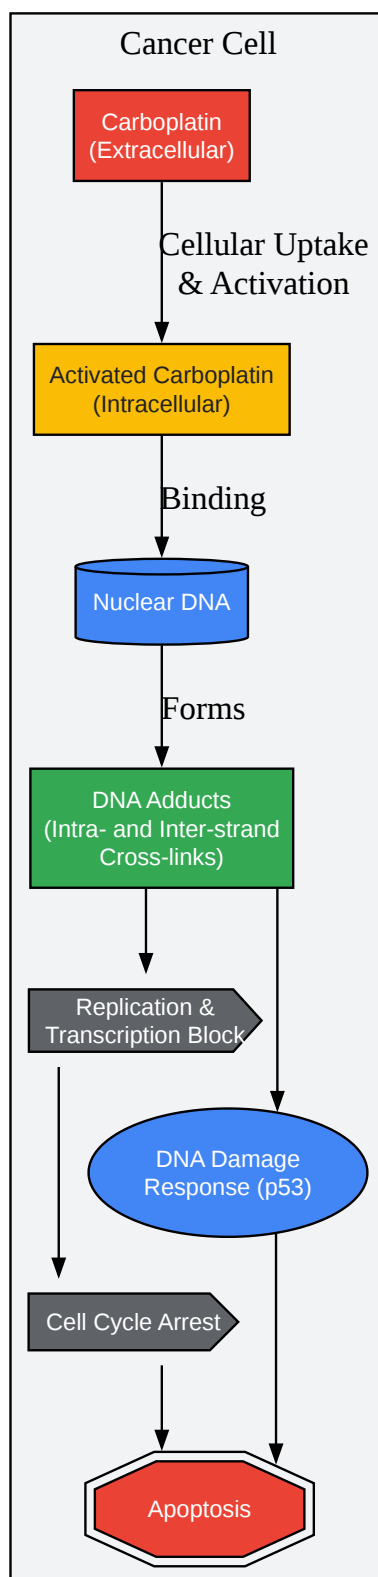 Cancer Cell
Carboplatin
(Extracellular)
Cellular Uptake
& Activation
Activated Carboplatin
(Intracellular)
Binding
Nuclear DNA
Forms
DNA Adducts
(Intra- and Inter-strand
Cross-links)
Replication &
Transcription Block
DNA Damage
Response (p53)
Cell Cycle Arrest
Apoptosis